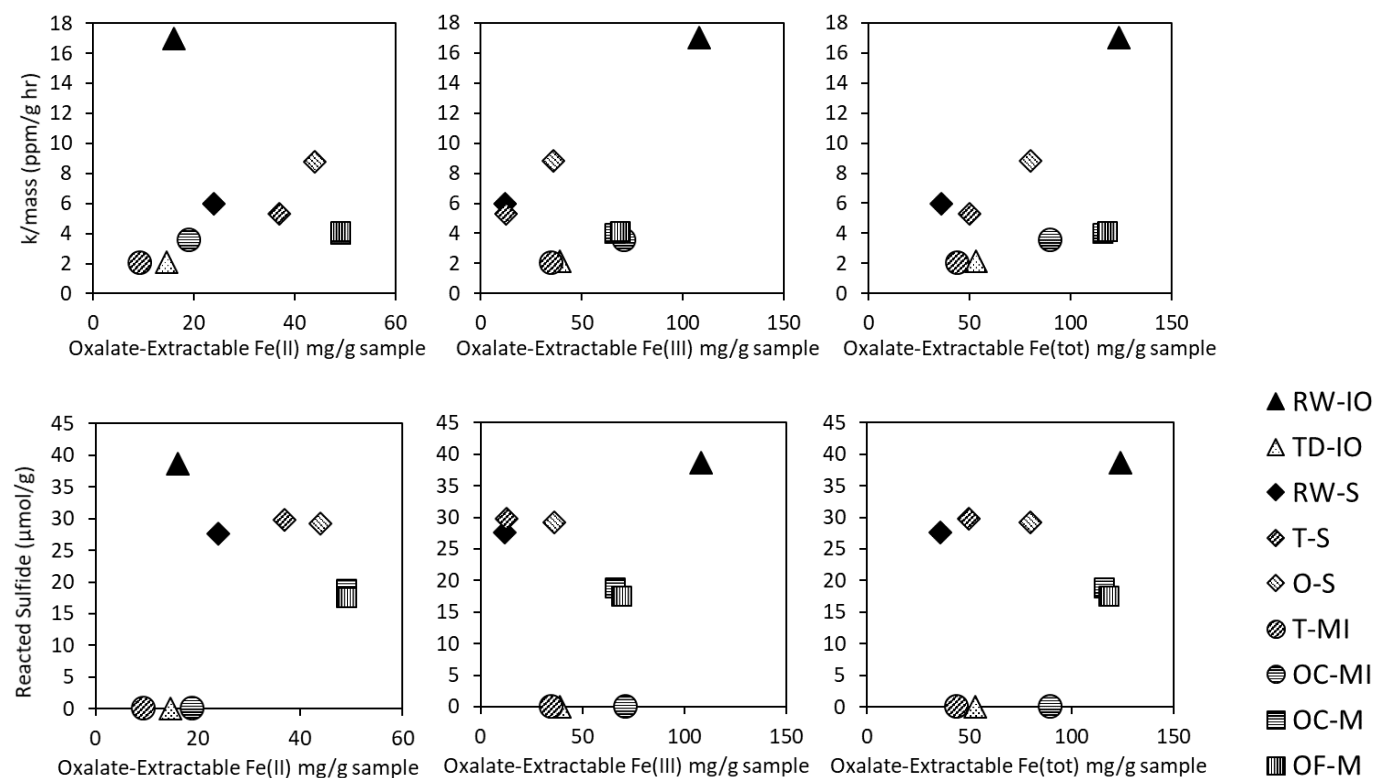 k/mass (ppm/g hr)
18
16
14
12
10
8
6
4
2
0
0 20 40 60
Oxalate-Extractable Fe(II) mg/g sample
18
16
14
12
10
8
6
4
2
0
0 50 100 150
Oxalate-Extractable Fe(III) mg/g sample
18
16
14
12
10
8
6
4
2
0
0 50 100 150
Oxalate-Extractable Fe(tot) mg/g sample
Reacted Sulfide (µmol/g)
45
40
35
30
25
20
15
10
5
0
0 20 40 60
Oxalate-Extractable Fe(II) mg/g sample
45
40
35
30
25
20
15
10
5
0
0 50 100 150
Oxalate-Extractable Fe(III) mg/g sample
45
40
35
30
25
20
15
10
5
0
0 50 100 150
Oxalate-Extractable Fe(tot) mg/g sample
RW-IO
TD-IO
RW-S
T-S
O-S
T-MI
OC-MI
OC-M
OF-M